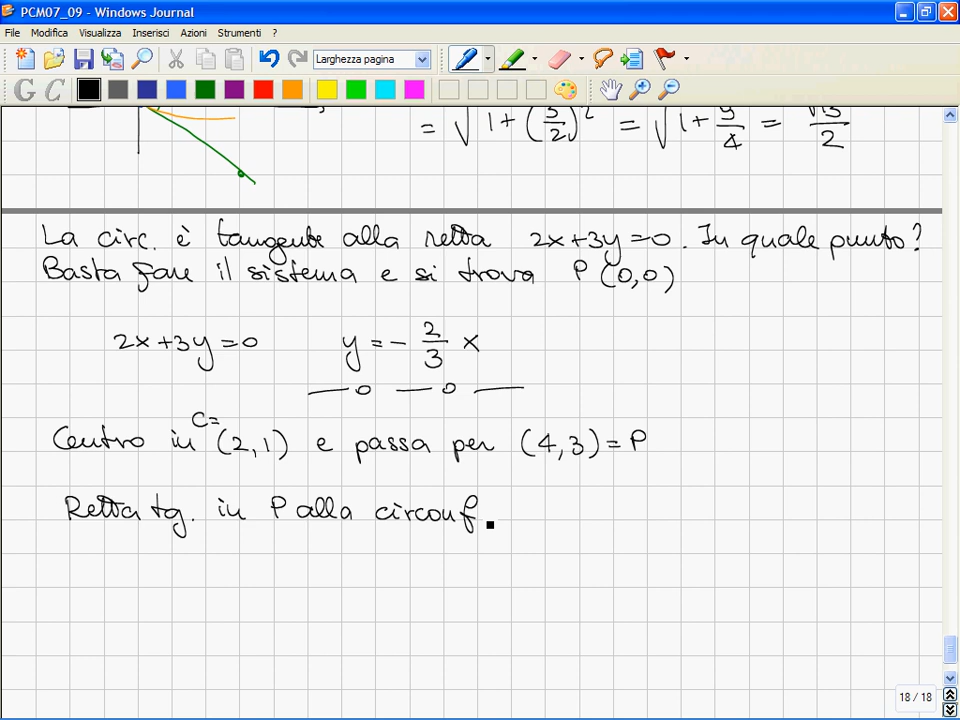 PCM07_09 - Windows Journal
File Modifica Visualizza Inserisci Azioni Strumenti ?
Larghezza pagina
G C
= √1+(3/2)² = √1+9/4 = √13/2
La circ. è tangente alla retta 2x+3y=0. In quale punto?
Basta fare il sistema e si trova P(0,0)
2x+3y=0 y=-2/3 x
C=
Centro in (2,1) e passa per (4,3)=P
Retta tg. in P alla circonf.
18 / 18